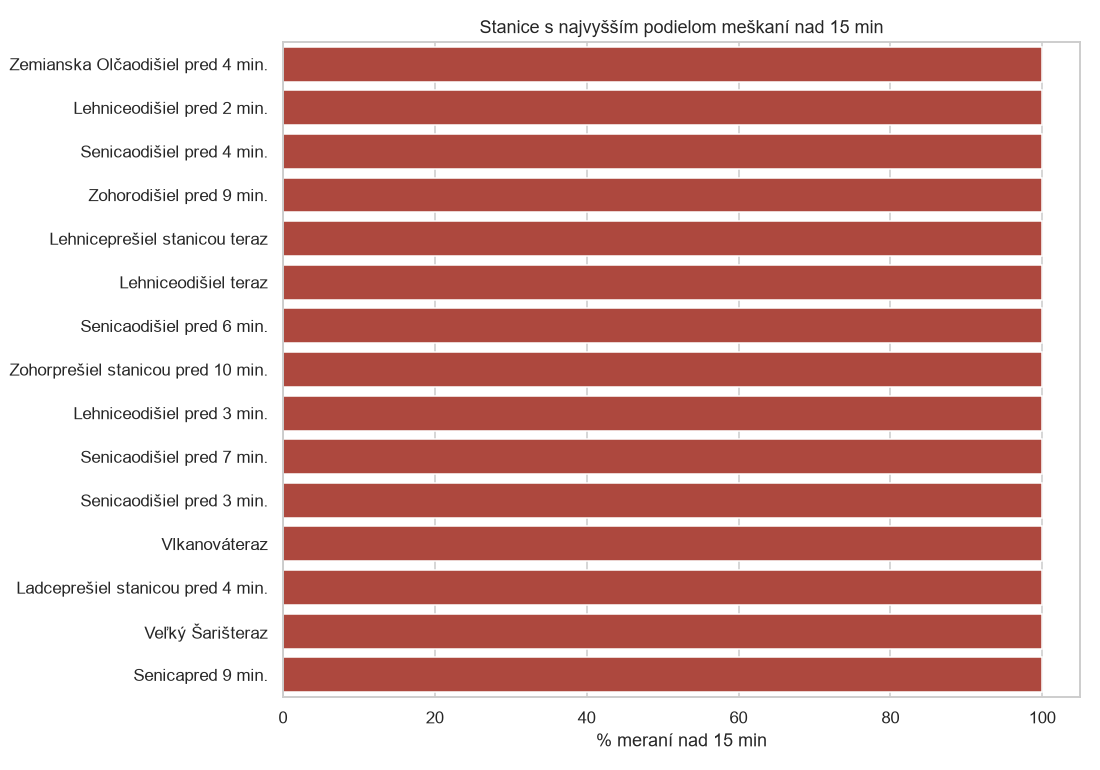 Stanice s najvyšším podielom meškaní nad 15 min
Zemianska Olčaodišiel pred 4 min.
Lehniceodišiel pred 2 min.
Senicaodišiel pred 4 min.
Zohorodišiel pred 9 min.
Lehniceprešiel stanicou teraz
Lehniceodišiel teraz
Senicaodišiel pred 6 min.
Zohorprešiel stanicou pred 10 min.
Lehniceodišiel pred 3 min.
Senicaodišiel pred 7 min.
Senicaodišiel pred 3 min.
Vlkanováteraz
Ladceprešiel stanicou pred 4 min.
Veľký Šarišteraz
Senicapred 9 min.
0 20 40 60 80 100
% meraní nad 15 min